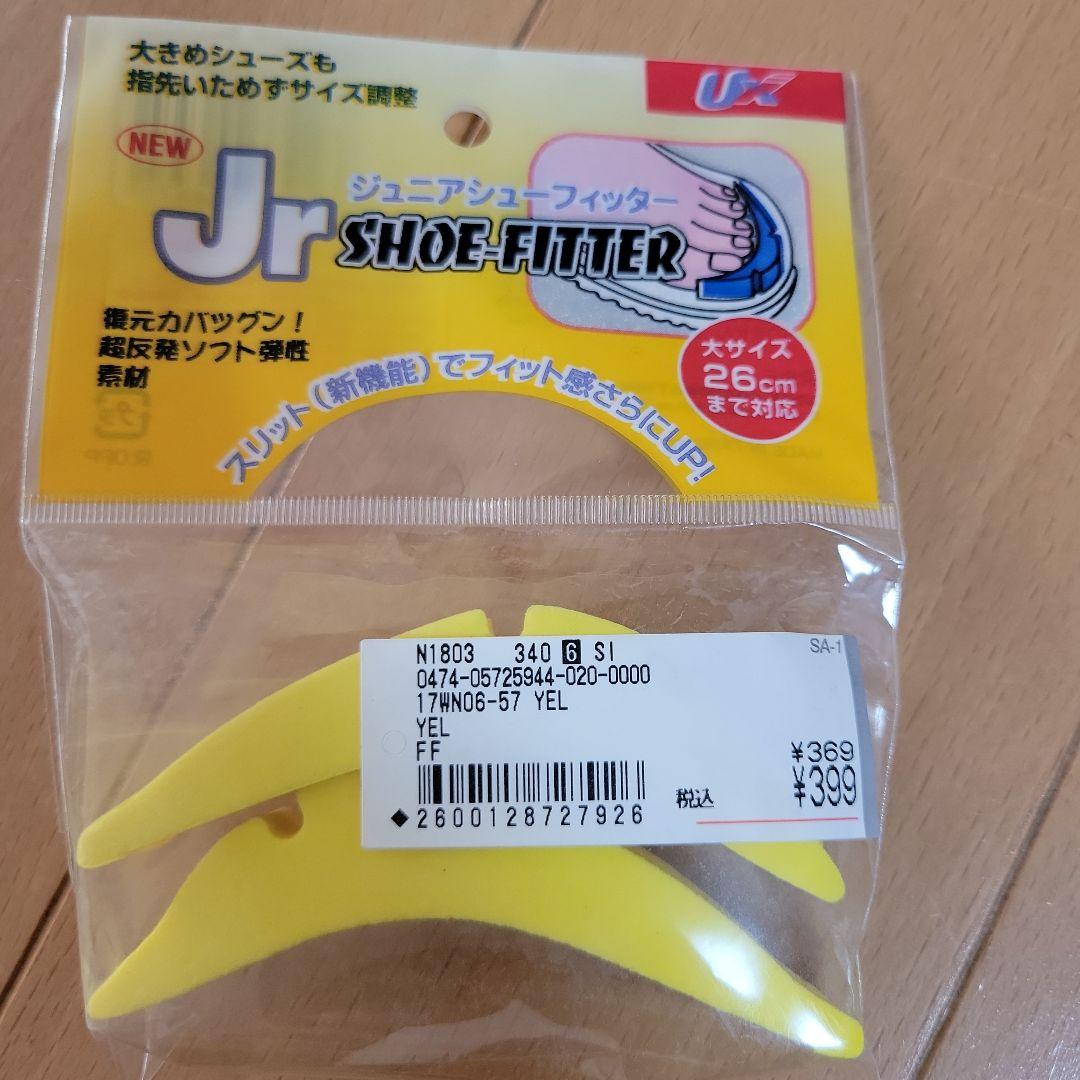 大きめシューズも
指先いためずサイズ調整
UX
NEW
Jr
ジュニアシューフィッター
SHOE-FITTER
復元力バツグン!
超反発ソフト弾性
素材
大サイズ
26cm
まで対応
スリット(新機能)でフィット感さらにUP!
N1803 340 6 SI
SA-1
0474-05725944-020-0000
17WN06-57 YEL
YEL
FF
¥369
税込 ¥399
◆2600128727926